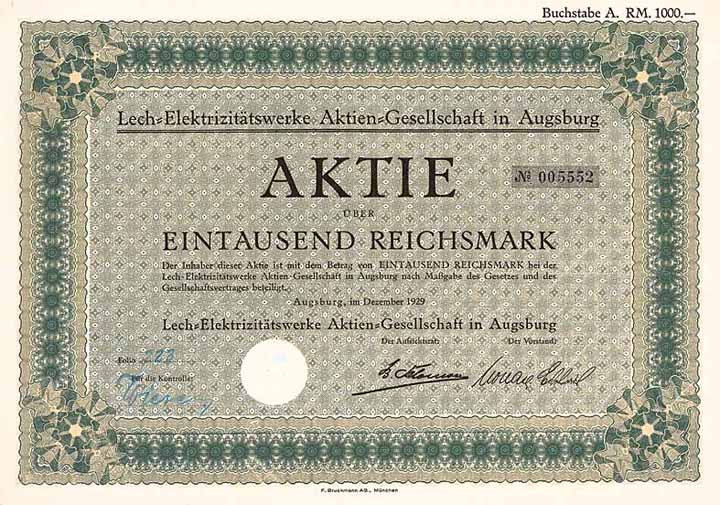 Buchstabe A. RM. 1000.—
Lech=Elektrizitätswerke Aktien=Gesellschaft in Augsburg
AKTIE
№ 005552
ÜBER
EINTAUSEND REICHSMARK
Der Inhaber dieser Aktie ist mit dem Betrag von EINTAUSEND REICHSMARK bei der
Lech-Elektrizitätswerke Aktien-Gesellschaft in Augsburg nach Maßgabe des Gesetzes und des
Gesellschaftsvertrages beteiligt.
Augsburg, im Dezember 1929
Lech=Elektrizitätswerke Aktien=Gesellschaft in Augsburg
Der Aufsichtsrat: Der Vorstand:
Folio
Für die Kontrolle:
F. Bruckmann AG., München